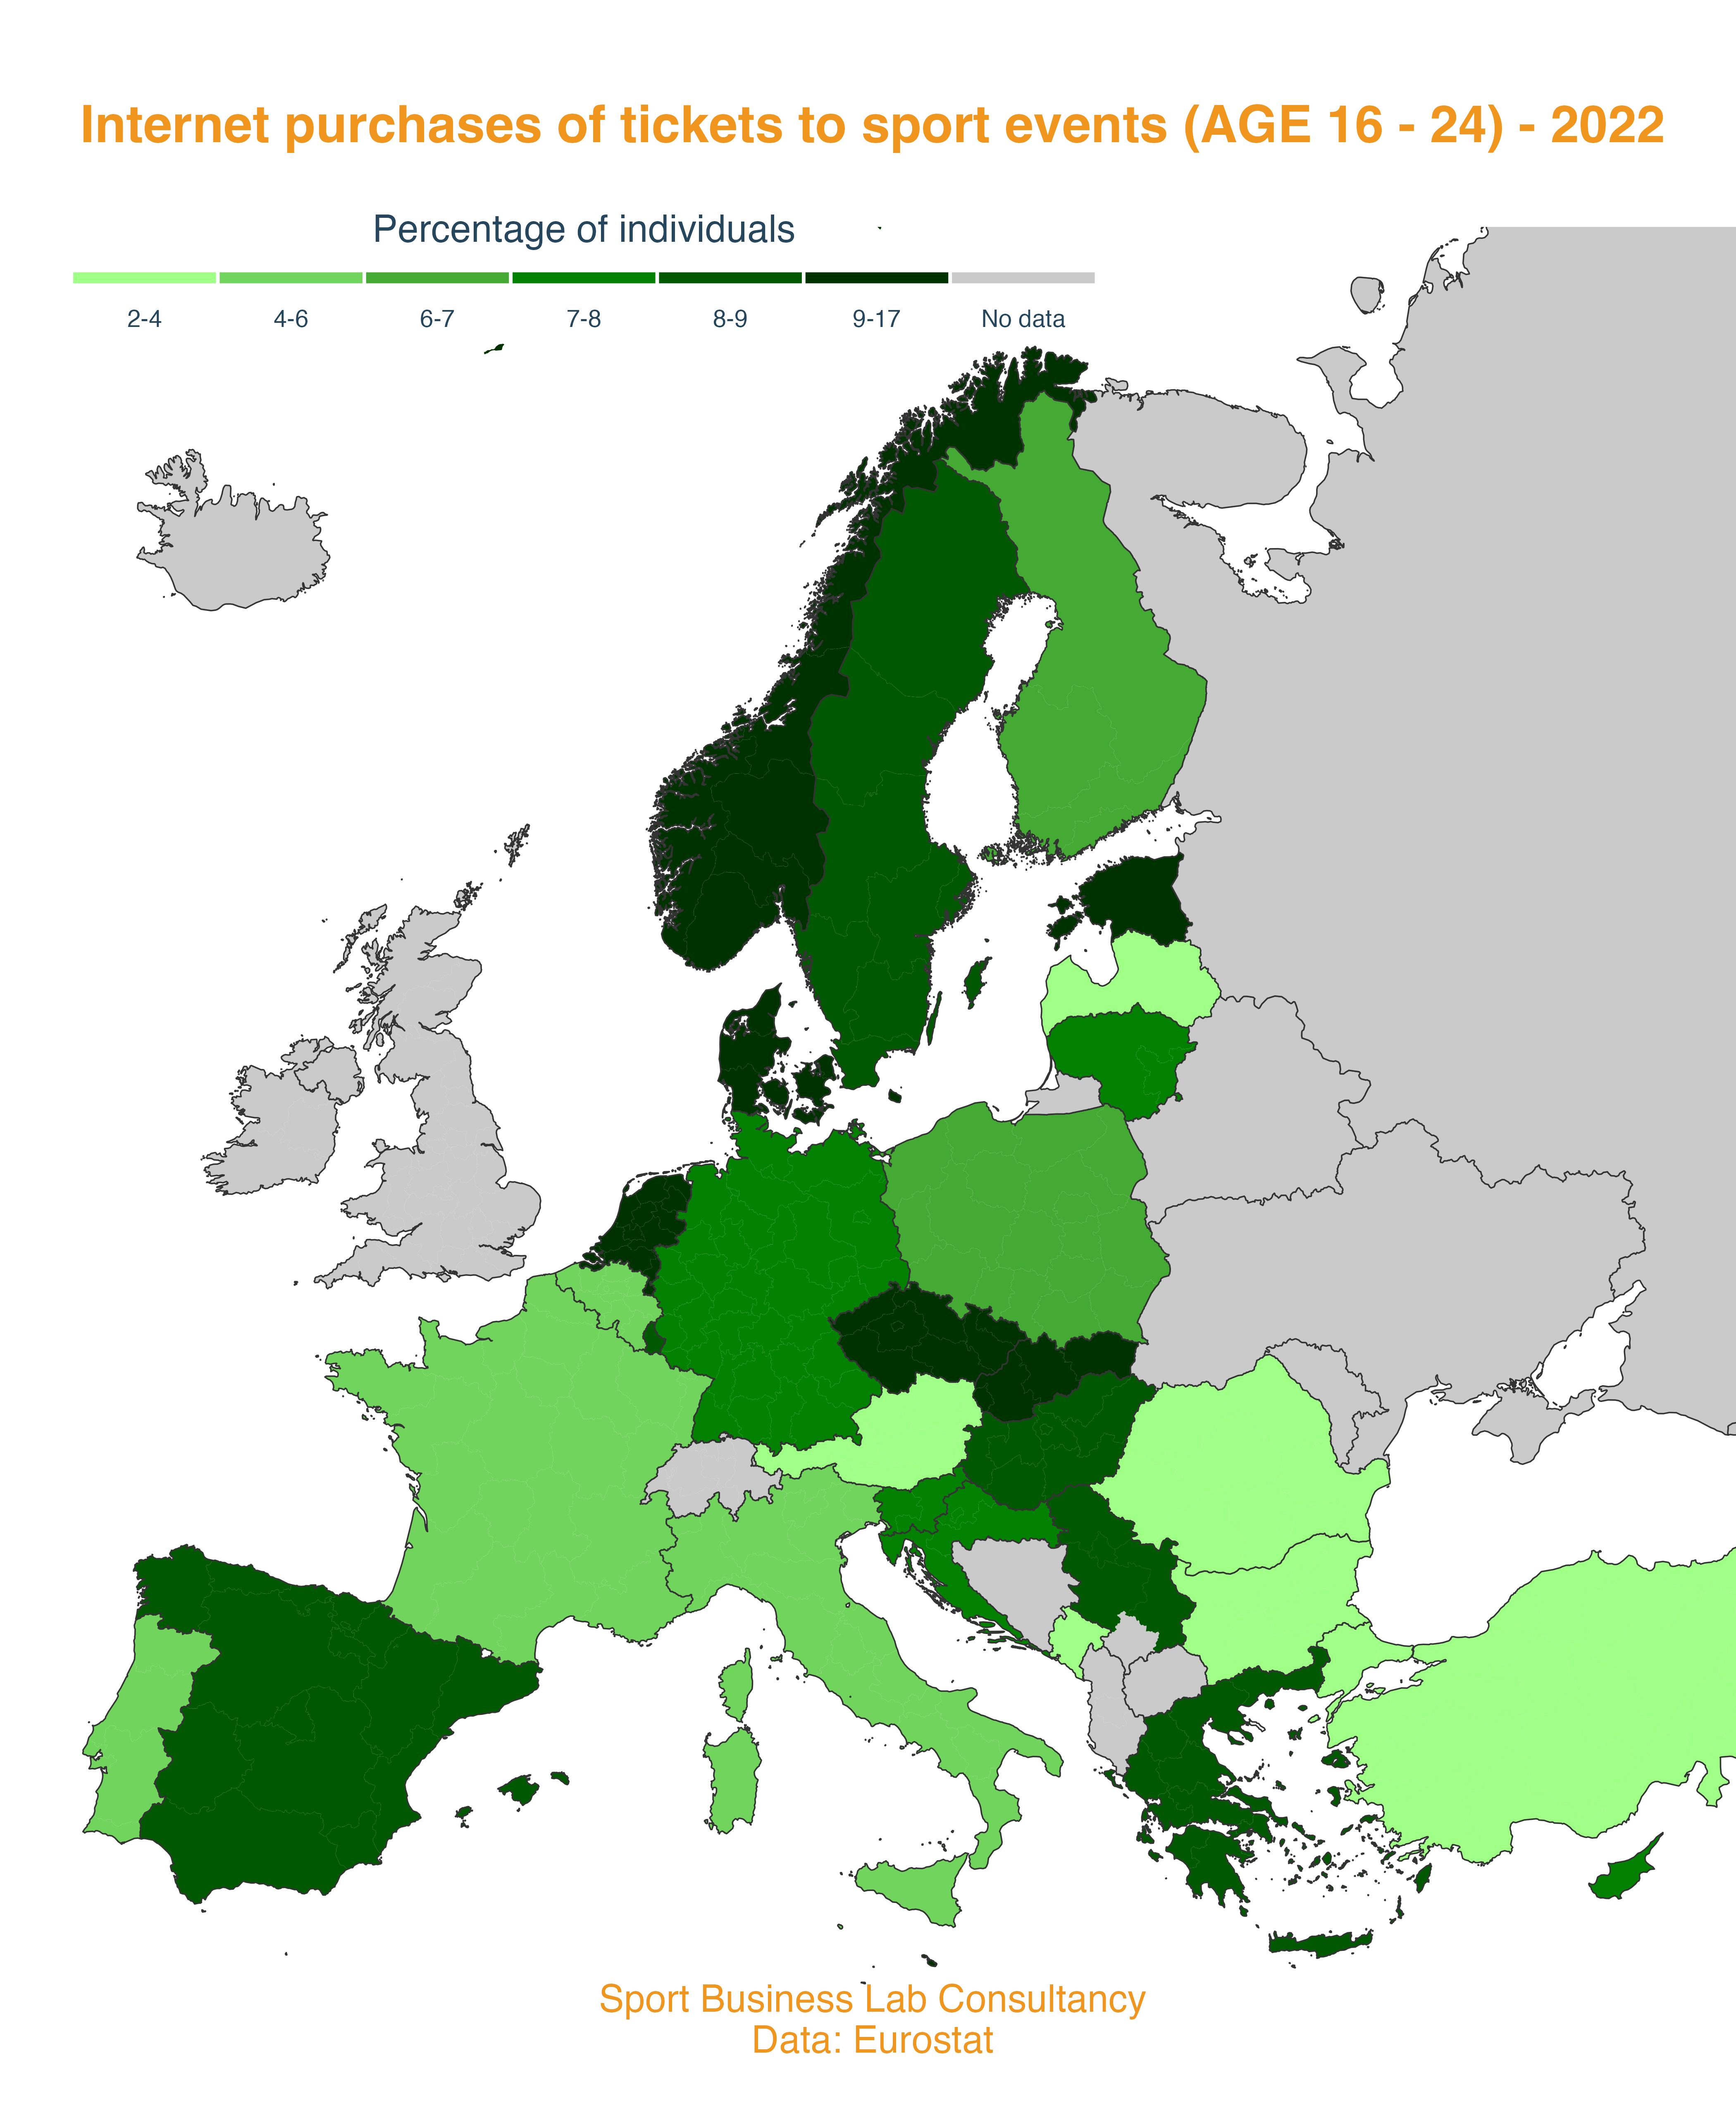 Internet purchases of tickets to sport events (AGE 16 - 24) - 2022
Percentage of individuals
2-4 4-6 6-7 7-8 8-9 9-17 No data
Sport Business Lab Consultancy
Data: Eurostat